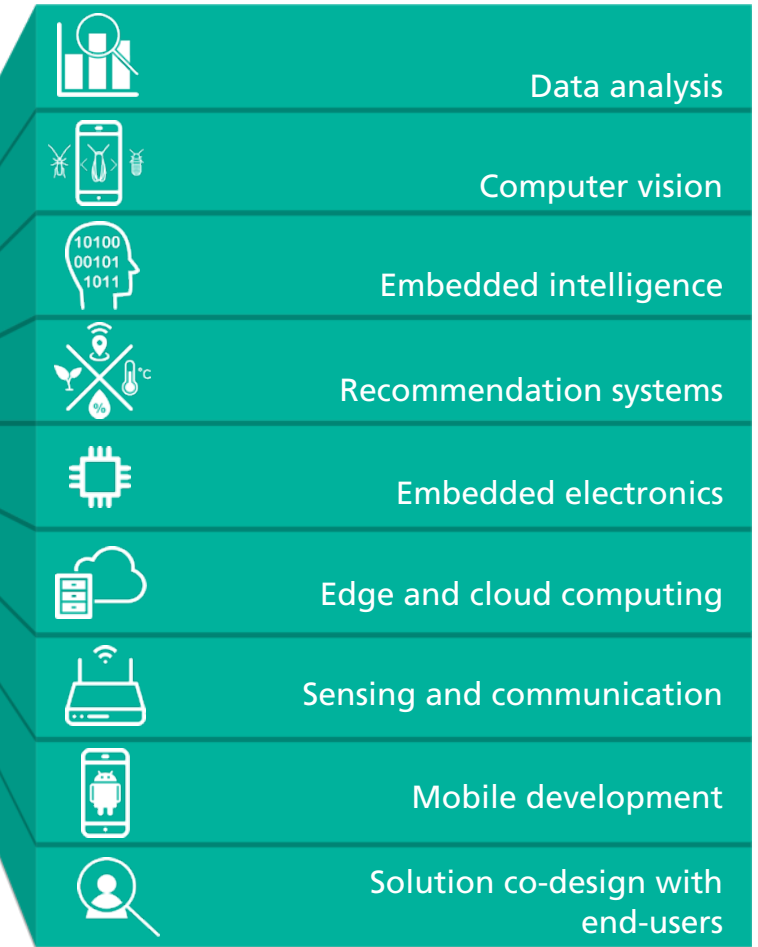 Data analysis
Computer vision
10100
00101
1011
Embedded intelligence
°C
%
Recommendation systems
Embedded electronics
Edge and cloud computing
Sensing and communication
Mobile development
Solution co-design with
end-users